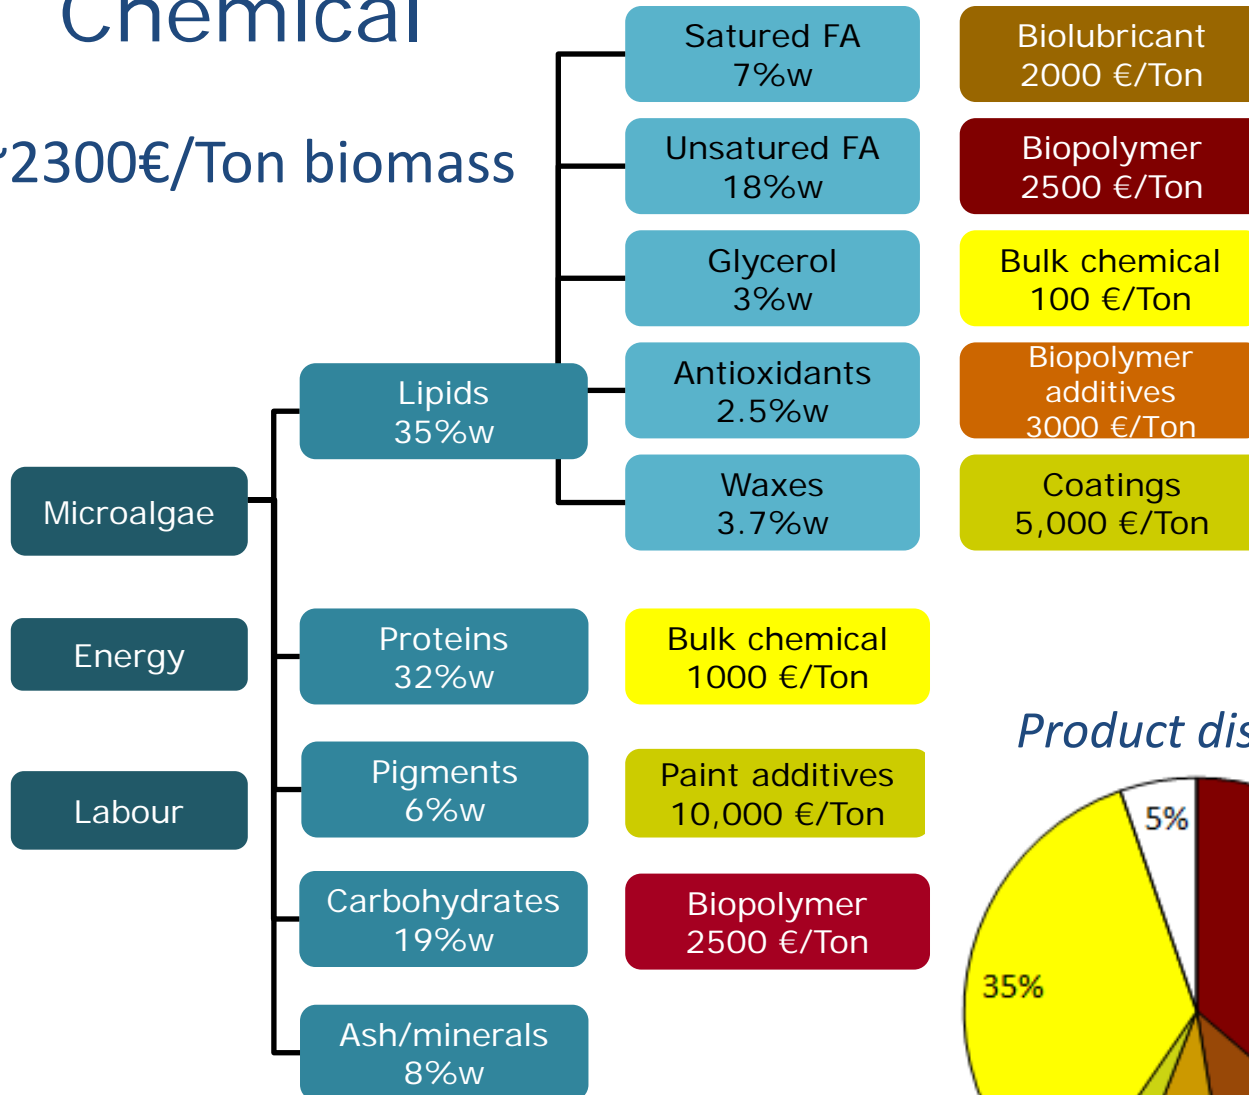 Chemical
~2300€/Ton biomass
Satured FA
7%w
Biolubricant
2000 €/Ton
Unsatured FA
18%w
Biopolymer
2500 €/Ton
Glycerol
3%w
Bulk chemical
100 €/Ton
Antioxidants
2.5%w
Biopolymer
additives
3000 €/Ton
Waxes
3.7%w
Coatings
5,000 €/Ton
Lipids
35%w
Microalgae
Energy
Labour
Proteins
32%w
Bulk chemical
1000 €/Ton
Pigments
6%w
Paint additives
10,000 €/Ton
Carbohydrates
19%w
Biopolymer
2500 €/Ton
Ash/minerals
8%w
Product
5%
35%